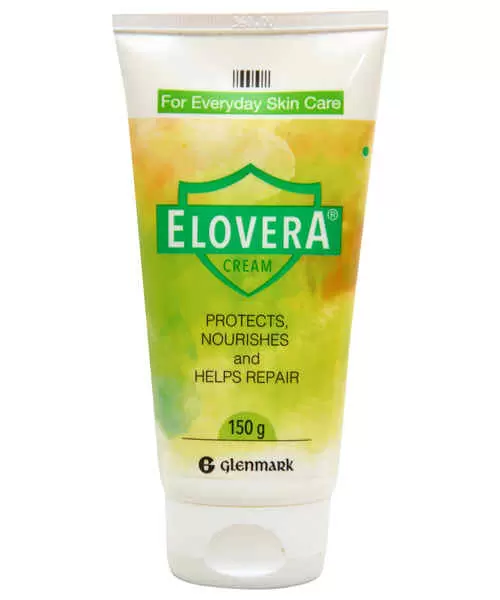 For Everyday Skin Care
ELOVERA®
CREAM
PROTECTS,
NOURISHES
and
HELPS REPAIR
150 g
Glenmark